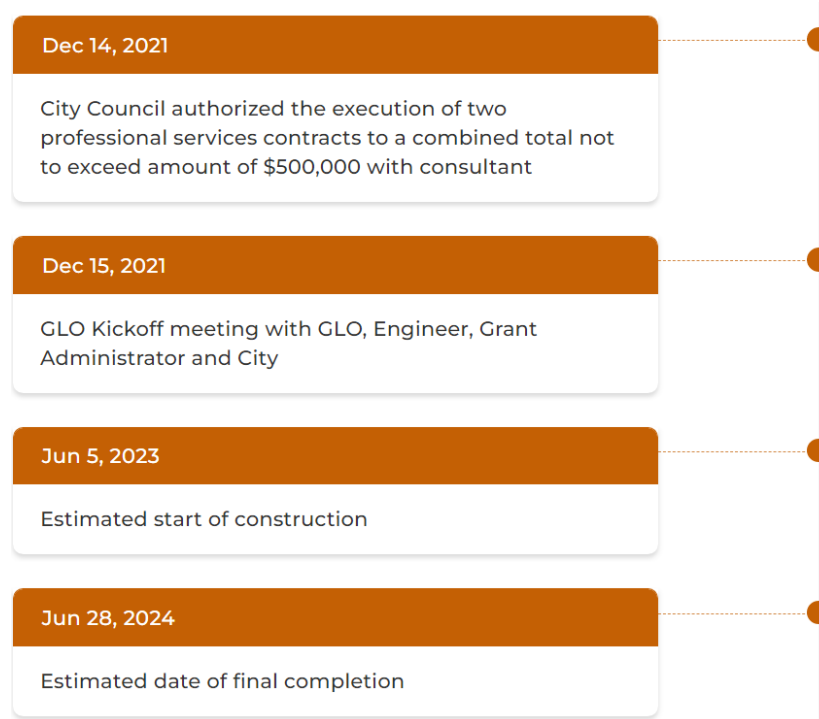 Dec 14, 2021
City Council authorized the execution of two
professional services contracts to a combined total not
to exceed amount of $500,000 with consultant
Dec 15, 2021
GLO Kickoff meeting with GLO, Engineer, Grant
Administrator and City
Jun 5, 2023
Estimated start of construction
Jun 28, 2024
Estimated date of final completion